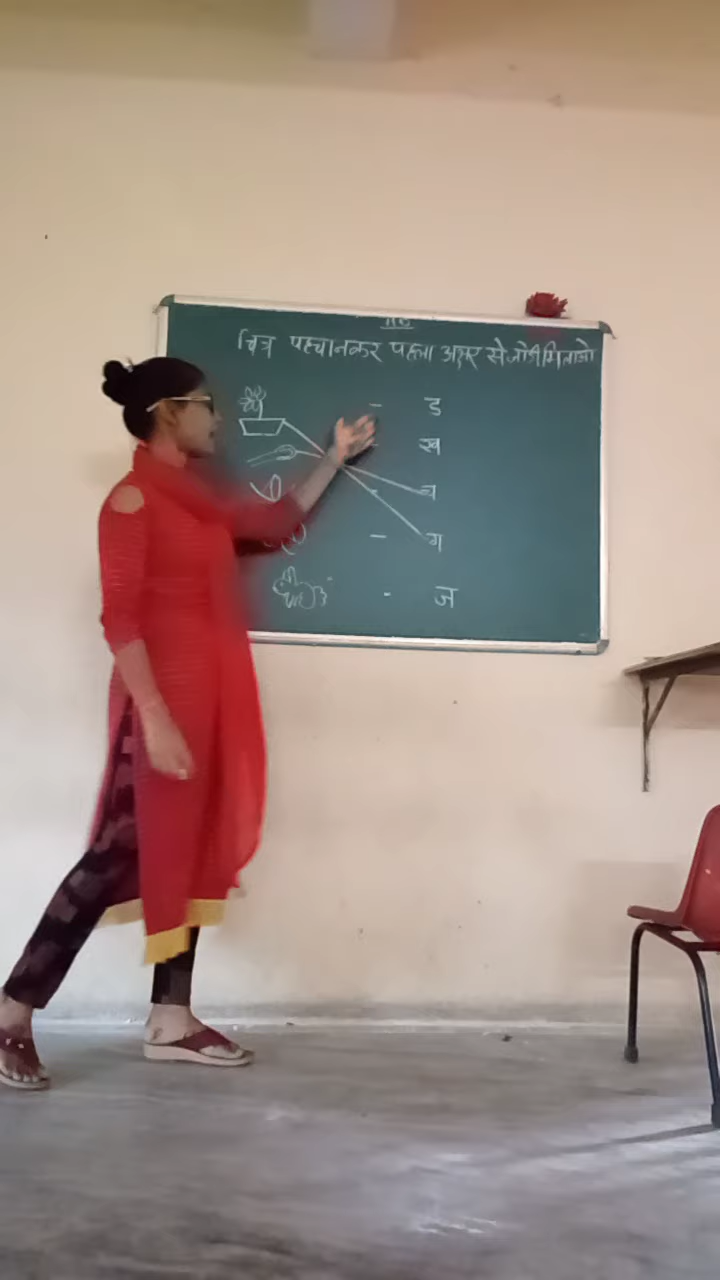 चित्र पहचानकर पहला अक्षर से जोडी मिलाओ
- ड
- ख
- च
- ग
- ज